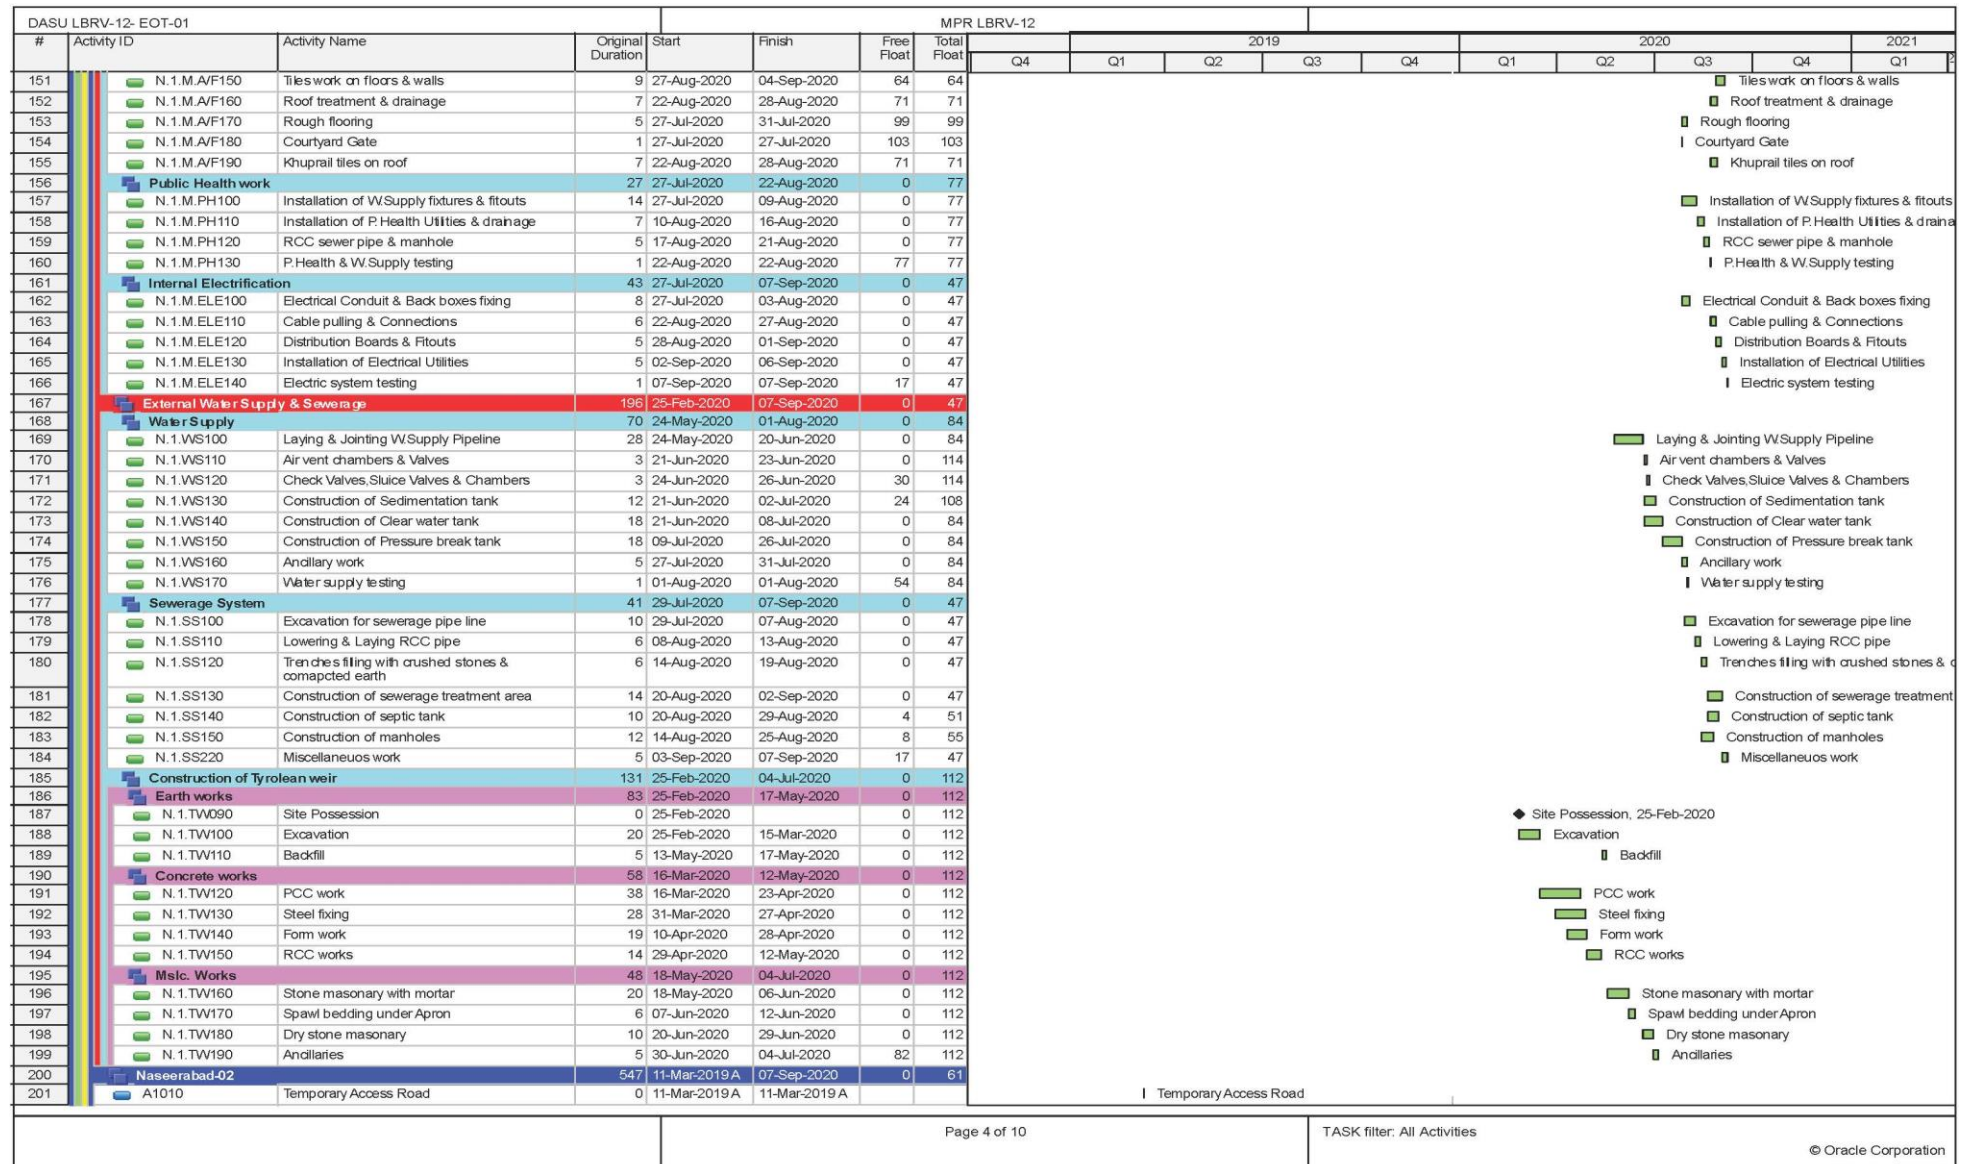 DASU LBRV-12- EOT-01 MPR LBRV-12
# Activity ID Activity Name Original Duration Start Finish Free Float Total Float 2019 2020 2021
Q4 Q1 Q2 Q3 Q4 Q1 Q2 Q3 Q4 Q1
151 N.1.M.A/F150 Tiles work on floors & walls 9 27-Aug-2020 04-Sep-2020 64 64 Tiles work on floors & walls
152 N.1.M.A/F160 Roof treatment & drainage 7 22-Aug-2020 28-Aug-2020 71 71 Roof treatment & drainage
153 N.1.M.A/F170 Rough flooring 5 27-Jul-2020 31-Jul-2020 99 99 Rough flooring
154 N.1.M.A/F180 Courtyard Gate 1 27-Jul-2020 27-Jul-2020 103 103 Courtyard Gate
155 N.1.M.A/F190 Khuprail tiles on roof 7 22-Aug-2020 28-Aug-2020 71 71 Khuprail tiles on roof
156 Public Health work 27 27-Jul-2020 22-Aug-2020 0 77
157 N.1.M.PH100 Installation of W.Supply fixtures & fitouts 14 27-Jul-2020 09-Aug-2020 0 77 Installation of W.Supply fixtures & fitouts
158 N.1.M.PH110 Installation of P.Health Utilities & drainage 7 10-Aug-2020 16-Aug-2020 0 77 Installation of P.Health Utilities & draina
159 N.1.M.PH120 RCC sewer pipe & manhole 5 17-Aug-2020 21-Aug-2020 0 77 RCC sewer pipe & manhole
160 N.1.M.PH130 P.Health & W.Supply testing 1 22-Aug-2020 22-Aug-2020 77 77 P.Health & W.Supply testing
161 Internal Electrification 43 27-Jul-2020 07-Sep-2020 0 47
162 N.1.M.ELE100 Electrical Conduit & Back boxes fixing 8 27-Jul-2020 03-Aug-2020 0 47 Electrical Conduit & Back boxes fixing
163 N.1.M.ELE110 Cable pulling & Connections 6 22-Aug-2020 27-Aug-2020 0 47 Cable pulling & Connections
164 N.1.M.ELE120 Distribution Boards & Fitouts 5 28-Aug-2020 01-Sep-2020 0 47 Distribution Boards & Fitouts
165 N.1.M.ELE130 Installation of Electrical Utilities 5 02-Sep-2020 06-Sep-2020 0 47 Installation of Electrical Utilities
166 N.1.M.ELE140 Electric system testing 1 07-Sep-2020 07-Sep-2020 17 47 Electric system testing
167 External Water Supply & Sewerage 196 25-Feb-2020 07-Sep-2020 0 47
168 Water Supply 70 24-May-2020 01-Aug-2020 0 84
169 N.1.WS100 Laying & Jointing W.Supply Pipeline 28 24-May-2020 20-Jun-2020 0 84 Laying & Jointing W.Supply Pipeline
170 N.1.WS110 Air vent chambers & Valves 3 21-Jun-2020 23-Jun-2020 0 114 Air vent chambers & Valves
171 N.1.WS120 Check Valves,Sluice Valves & Chambers 3 24-Jun-2020 26-Jun-2020 30 114 Check Valves,Sluice Valves & Chambers
172 N.1.WS130 Construction of Sedimentation tank 12 21-Jun-2020 02-Jul-2020 24 108 Construction of Sedimentation tank
173 N.1.WS140 Construction of Clear water tank 18 21-Jun-2020 08-Jul-2020 0 84 Construction of Clear water tank
174 N.1.WS150 Construction of Pressure break tank 18 09-Jul-2020 26-Jul-2020 0 84 Construction of Pressure break tank
175 N.1.WS160 Ancillary work 5 27-Jul-2020 31-Jul-2020 0 84 Ancillary work
176 N.1.WS170 Water supply testing 1 01-Aug-2020 01-Aug-2020 54 84 Water supply testing
177 Sewerage System 41 29-Jul-2020 07-Sep-2020 0 47
178 N.1.SS100 Excavation for sewerage pipe line 10 29-Jul-2020 07-Aug-2020 0 47 Excavation for sewerage pipe line
179 N.1.SS110 Lowering & Laying RCC pipe 6 08-Aug-2020 13-Aug-2020 0 47 Lowering & Laying RCC pipe
180 N.1.SS120 Trenches filling with crushed stones & comapcted earth 6 14-Aug-2020 19-Aug-2020 0 47 Trenches filling with crushed stones & c
181 N.1.SS130 Construction of sewerage treatment area 14 20-Aug-2020 02-Sep-2020 0 47 Construction of sewerage treatment
182 N.1.SS140 Construction of septic tank 10 20-Aug-2020 29-Aug-2020 4 51 Construction of septic tank
183 N.1.SS150 Construction of manholes 12 14-Aug-2020 25-Aug-2020 8 55 Construction of manholes
184 N.1.SS220 Miscellaneuos work 5 03-Sep-2020 07-Sep-2020 17 47 Miscellaneuos work
185 Construction of Tyrolean weir 131 25-Feb-2020 04-Jul-2020 0 112
186 Earth works 83 25-Feb-2020 17-May-2020 0 112
187 N.1.TW090 Site Possession 0 25-Feb-2020 0 112 Site Possession, 25-Feb-2020
188 N.1.TW100 Excavation 20 25-Feb-2020 15-Mar-2020 0 112 Excavation
189 N.1.TW110 Backfill 5 13-May-2020 17-May-2020 0 112 Backfill
190 Concrete works 58 16-Mar-2020 12-May-2020 0 112
191 N.1.TW120 PCC work 38 16-Mar-2020 23-Apr-2020 0 112 PCC work
192 N.1.TW130 Steel fixing 28 31-Mar-2020 27-Apr-2020 0 112 Steel fixing
193 N.1.TW140 Form work 19 10-Apr-2020 28-Apr-2020 0 112 Form work
194 N.1.TW150 RCC works 14 29-Apr-2020 12-May-2020 0 112 RCC works
195 Mslc. Works 48 18-May-2020 04-Jul-2020 0 112
196 N.1.TW160 Stone masonary with mortar 20 18-May-2020 06-Jun-2020 0 112 Stone masonary with mortar
197 N.1.TW170 Spawl bedding under Apron 6 07-Jun-2020 12-Jun-2020 0 112 Spawl bedding under Apron
198 N.1.TW180 Dry stone masonary 10 20-Jun-2020 29-Jun-2020 0 112 Dry stone masonary
199 N.1.TW190 Ancillaries 5 30-Jun-2020 04-Jul-2020 82 112 Ancillaries
200 Naseerabad-02 547 11-Mar-2019 A 07-Sep-2020 0 61
201 A1010 Temporary Access Road 0 11-Mar-2019 A 11-Mar-2019 A Temporary Access Road
Page 4 of 10 TASK filter: All Activities
© Oracle Corporation